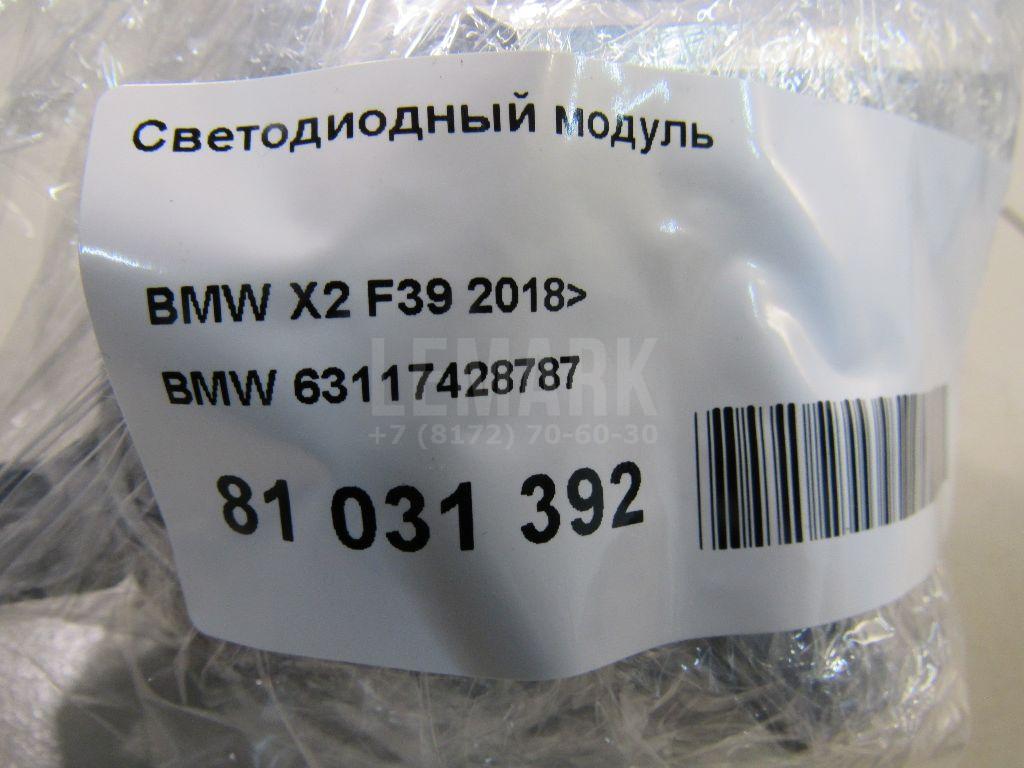 Светодиодный модуль
BMW X2 F39 2018>
BMW 63117428787
LEMARK
+7 (8172) 70-60-30
81 031 392